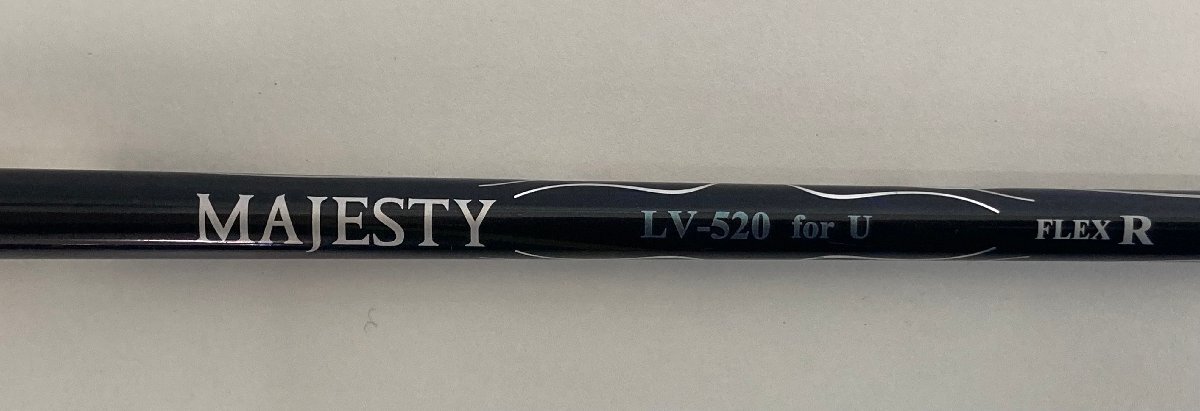 MAJESTY LV-520 for U FLEX R